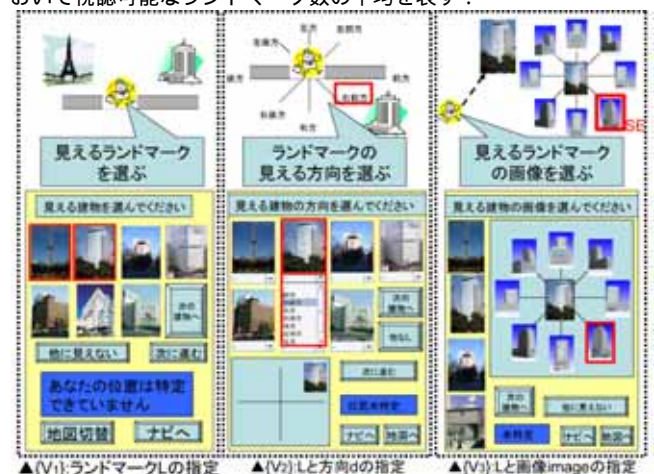 おいて視認可能なランドマーク数の平均を表す.
左方
左前方
左後方
前方
後方
右前方
右後方
右方
SE
見えるランドマーク
を選ぶ
ランドマークの
見える方向を選ぶ
見えるランドマーク
の画像を選ぶ
見える建物を選んでください
次の
建物へ
他に見えない
次に進む
あなたの位置は特定
できていません
地図切替
ナビへ
見える建物の方向を選んでください
次の
建物へ
他なし
次に進む
位置未特定
ナビへ
地図へ
見える建物の画像を選んでください
次の
建物へ
他に見えない
未特定
ナビへ
地図へ
▲{V₁}:ランドマークLの指定
▲{V₂}:Lと方向dの指定
▲{V₃}:Lと画像imageの指定